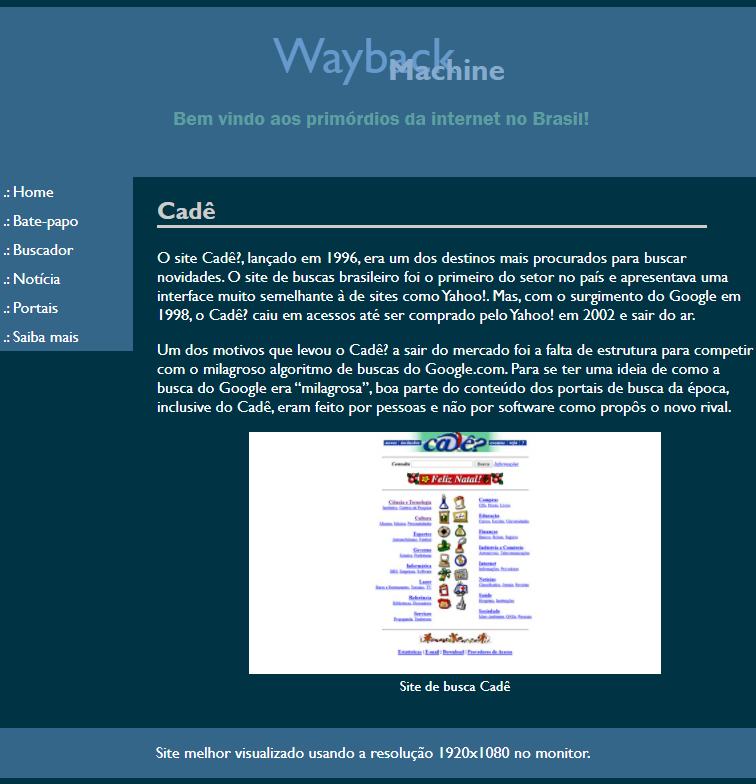 Wayback
Machine
Bem vindo aos primórdios da internet no Brasil!
.: Home
.: Bate-papo
.: Buscador
.: Notícia
.: Portais
.: Saiba mais
Cadê
O site Cadê?, lançado em 1996, era um dos destinos mais procurados para buscar
novidades. O site de buscas brasileiro foi o primeiro do setor no país e apresentava uma
interface muito semelhante à de sites como Yahoo!. Mas, com o surgimento do Google em
1998, o Cadê? caiu em acessos até ser comprado pelo Yahoo! em 2002 e sair do ar.
Um dos motivos que levou o Cadê? a sair do mercado foi a falta de estrutura para competir
com o milagroso algoritmo de buscas do Google.com. Para se ter uma ideia de como a
busca do Google era “milagrosa”, boa parte do conteúdo dos portais de busca da época,
inclusive do Cadê, eram feito por pessoas e não por software como propôs o novo rival.
cadê?
Consulta Busca Informações
Feliz Natal!
Ciência e Tecnologia
Cultura
Esportes
Governo
Informática
Lazer
Referência
Serviços
Compras
Educação
Finanças
Indústria e Comércio
Internet
Notícias
Saúde
Sociedade
Estatísticas | E-mail | Download | Provedores de Acesso
Site de busca Cadê
Site melhor visualizado usando a resolução 1920x1080 no monitor.